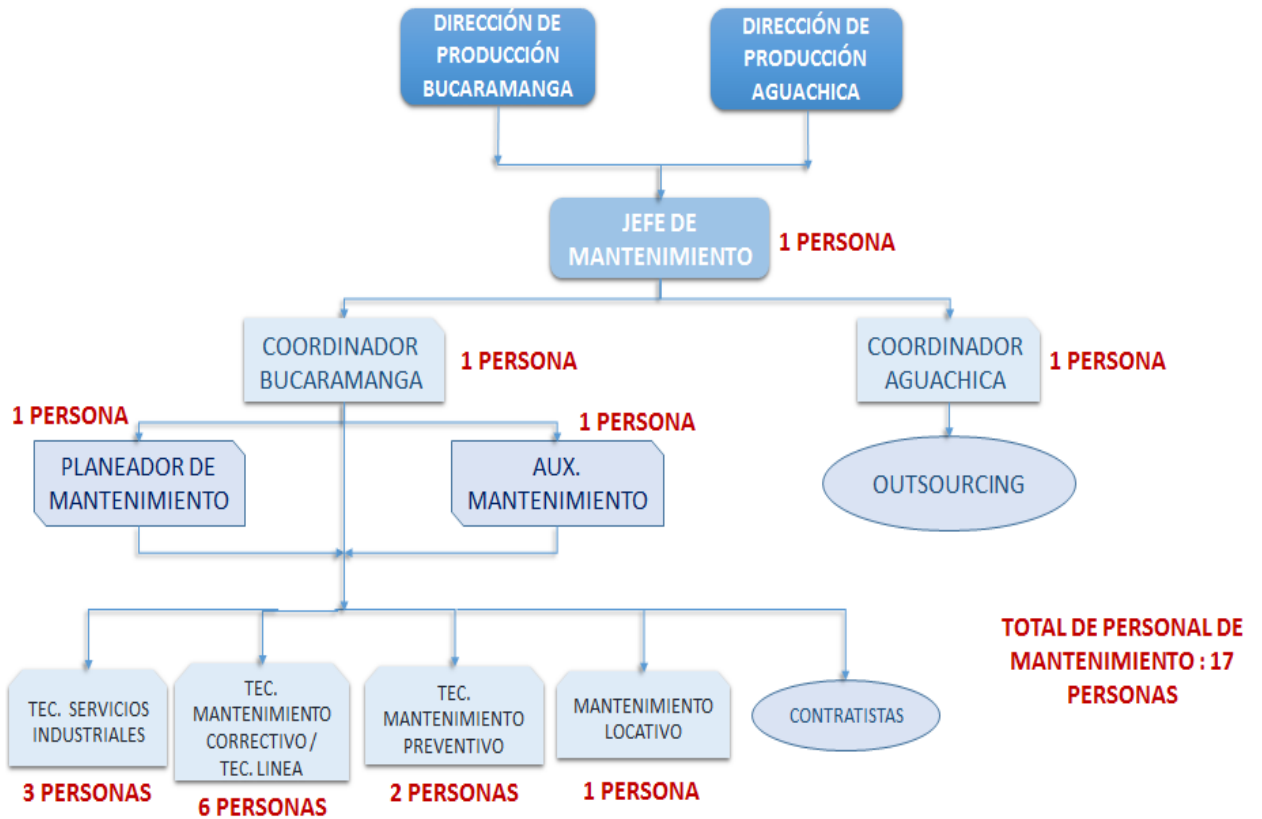 DIRECCIÓN DE
PRODUCCIÓN
BUCARAMANGA
DIRECCIÓN DE
PRODUCCIÓN
AGUACHICA
JEFE DE
MANTENIMIENTO
1 PERSONA
COORDINADOR
BUCARAMANGA
1 PERSONA
COORDINADOR
AGUACHICA
1 PERSONA
1 PERSONA
PLANEADOR DE
MANTENIMIENTO
1 PERSONA
AUX.
MANTENIMIENTO
OUTSOURCING
TEC. SERVICIOS
INDUSTRIALES
3 PERSONAS
TEC.
MANTENIMIENTO
CORRECTIVO /
TEC. LINEA
6 PERSONAS
TEC.
MANTENIMIENTO
PREVENTIVO
2 PERSONAS
MANTENIMIENTO
LOCATIVO
1 PERSONA
CONTRATISTAS
TOTAL DE PERSONAL DE
MANTENIMIENTO : 17
PERSONAS